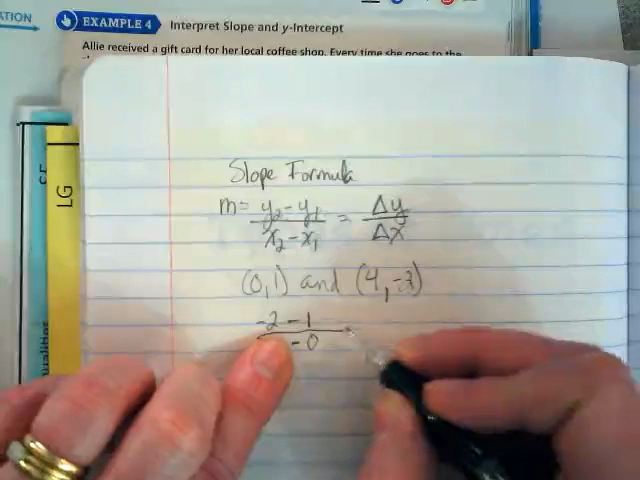 ATION
EXAMPLE 4 Interpret Slope and y-Intercept
Allie received a gift card for her local coffee shop. Every time she goes to the
LG
Slope Formula
m = y₂ - y₁ / x₂ - x₁ = Δy / Δx
(0,1) and (4,-2)
-2 - 1
- 0